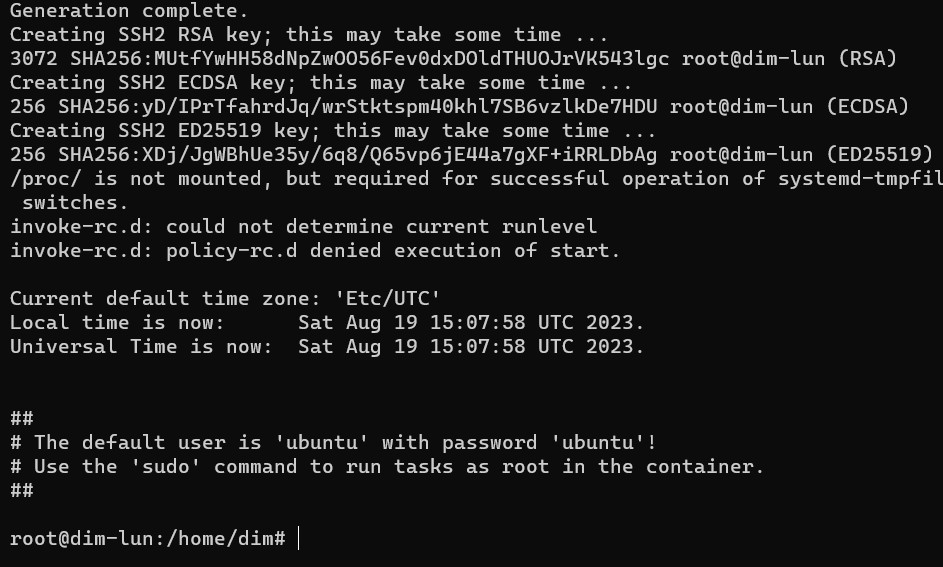 Generation complete.
Creating SSH2 RSA key; this may take some time ...
3072 SHA256:MUtfYwHH58dNpZwOO56Fev0dxDOldTHUOJrVK543lgc root@dim-lun (RSA)
Creating SSH2 ECDSA key; this may take some time ...
256 SHA256:yD/IPrTfahrdJq/wrStktspm40khl7SB6vzlkDe7HDU root@dim-lun (ECDSA)
Creating SSH2 ED25519 key; this may take some time ...
256 SHA256:XDj/JgWBhUe35y/6q8/Q65vp6jE44a7gXF+iRRLDbAg root@dim-lun (ED25519)
/proc/ is not mounted, but required for successful operation of systemd-tmpfil
switches.
invoke-rc.d: could not determine current runlevel
invoke-rc.d: policy-rc.d denied execution of start.
Current default time zone: 'Etc/UTC'
Local time is now:      Sat Aug 19 15:07:58 UTC 2023.
Universal Time is now:  Sat Aug 19 15:07:58 UTC 2023.
##
# The default user is 'ubuntu' with password 'ubuntu'!
# Use the 'sudo' command to run tasks as root in the container.
##
root@dim-lun:/home/dim#